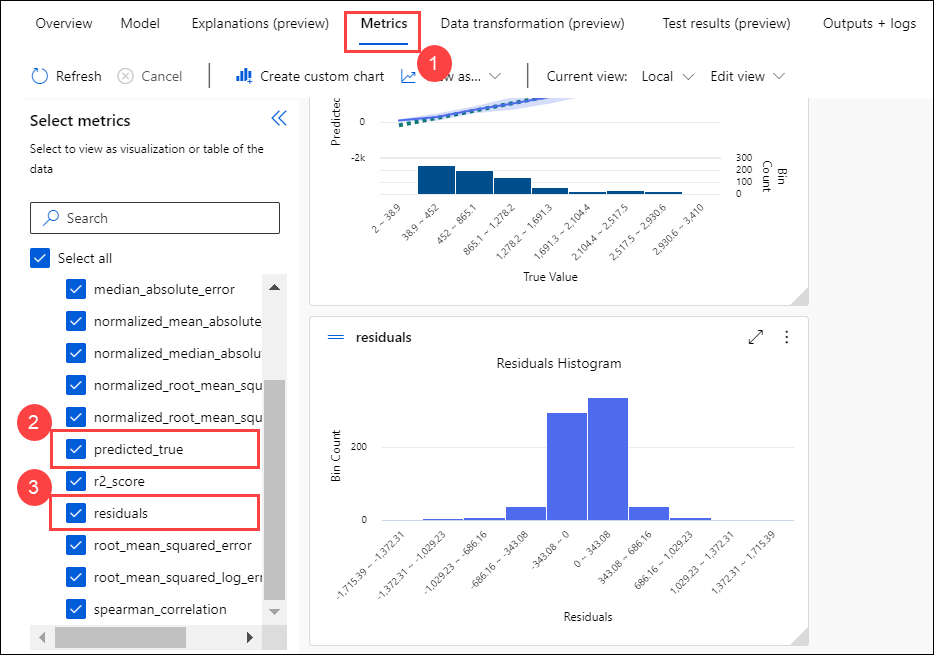 Overview Model Explanations (preview) Metrics Data transformation (preview) Test results (preview) Outputs + logs
1
Refresh Cancel Create custom chart w as... Current view: Local Edit view
Select metrics
Select to view as visualization or table of the
data
Search
Select all
median_absolute_error
normalized_mean_absolute_
normalized_median_absolu
normalized_root_mean_squ
normalized_root_mean_squ
2
predicted_true
r2_score
3
residuals
root_mean_squared_error
root_mean_squared_log_err
spearman_correlation
Predicted
0
-2k
300
200
100
0
Bin
Count
2 ~ 38.9
38.9 ~ 452
452 ~ 865.1
865.1 ~ 1,278.2
1,278.2 ~ 1,691.3
1,691.3 ~ 2,104.4
2,104.4 ~ 2,517.5
2,517.5 ~ 2,930.6
2,930.6 ~ 3,410
True Value
residuals
Residuals Histogram
Bin Count
200
0
-1,715.39 ~ -1,372.31
-1,372.31 ~ -1,029.23
-1,029.23 ~ -686.16
-686.16 ~ -343.08
-343.08 ~ 0
0 ~ 343.08
343.08 ~ 686.16
686.16 ~ 1,029.23
1,029.23 ~ 1,372.31
1,372.31 ~ 1,715.39
Residuals